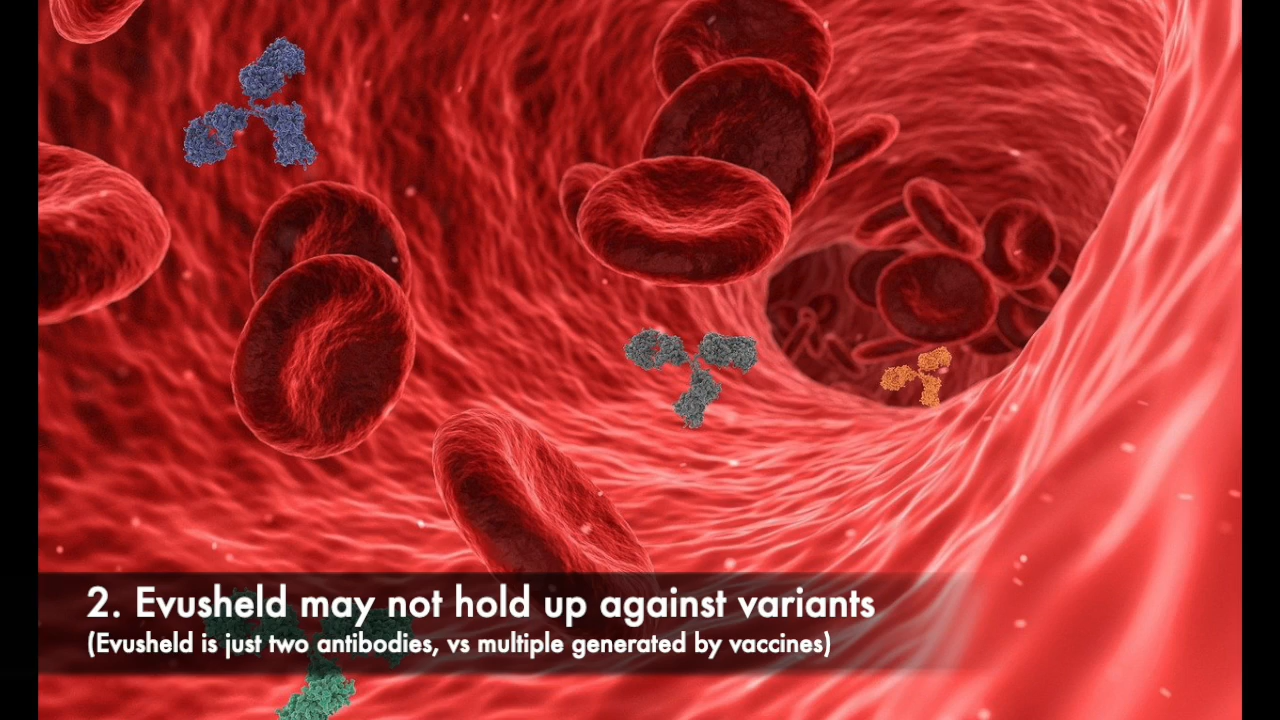 2. Evusheld may not hold up against variants
(Evusheld is just two antibodies, vs multiple generated by vaccines)